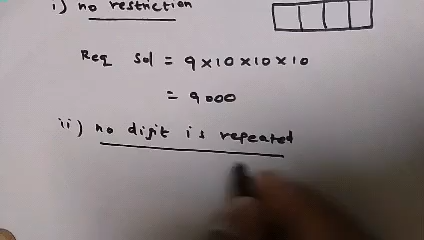 i) no restriction
Req sol = 9×10×10×10
= 9000
ii) no digit is repeated